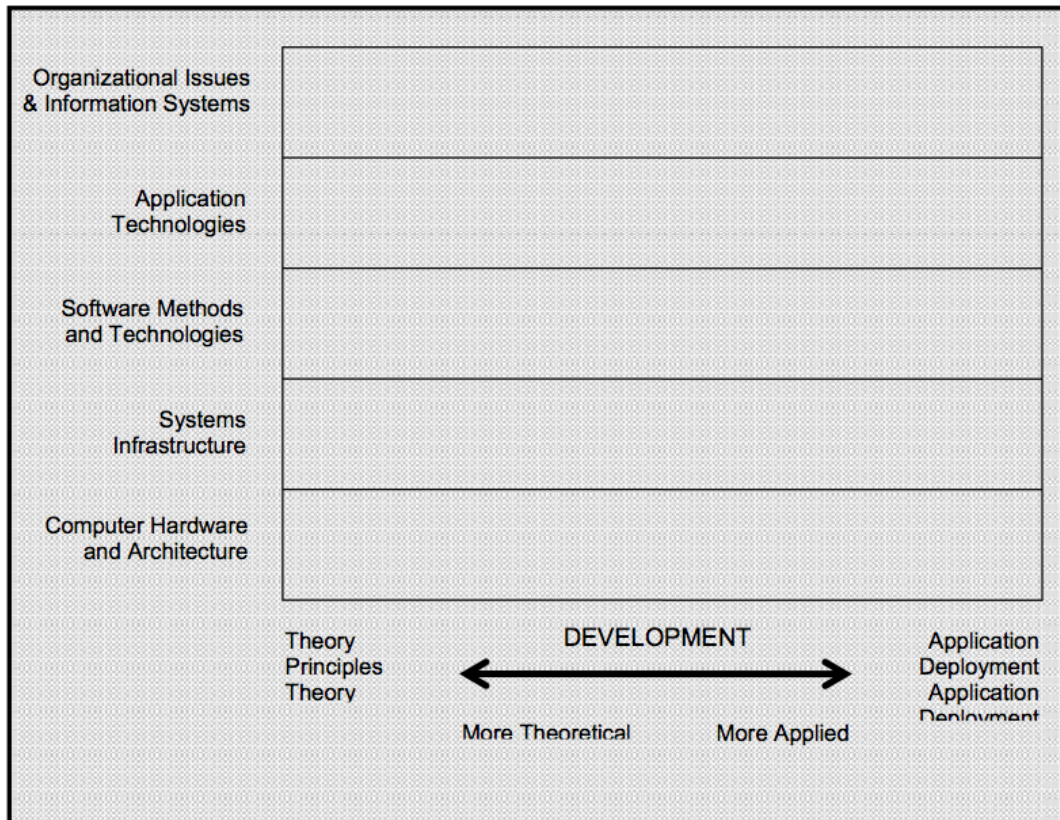 Organizational Issues
& Information Systems
Application
Technologies
Software Methods
and Technologies
Systems
Infrastructure
Computer Hardware
and Architecture
Theory
Principles
Theory
DEVELOPMENT
Application
Deployment
Application
Deployment
More Theoretical
More Applied